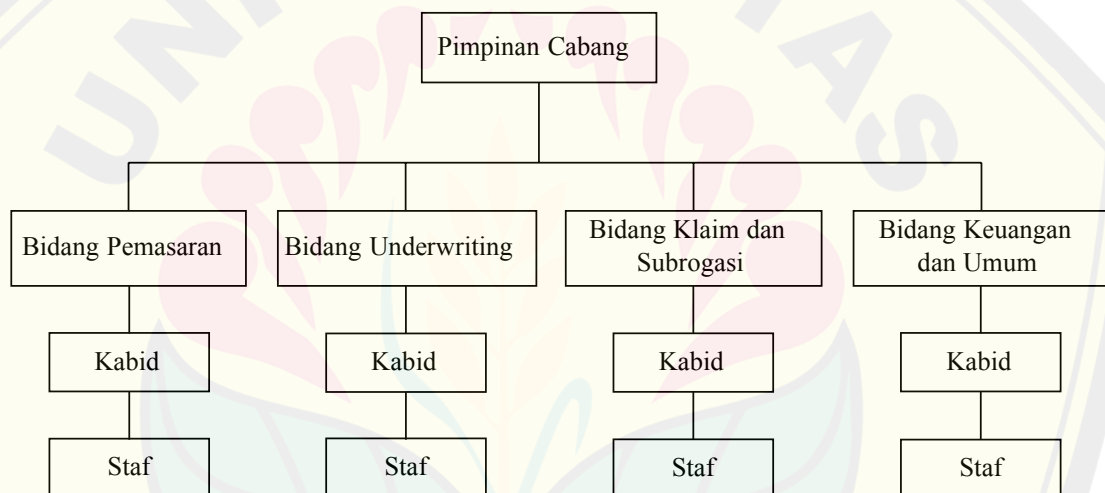 Pimpinan Cabang
Bidang Pemasaran
Bidang Underwriting
Bidang Klaim dan
Subrogasi
Bidang Keuangan
dan Umum
Kabid
Kabid
Kabid
Kabid
Staf
Staf
Staf
Staf